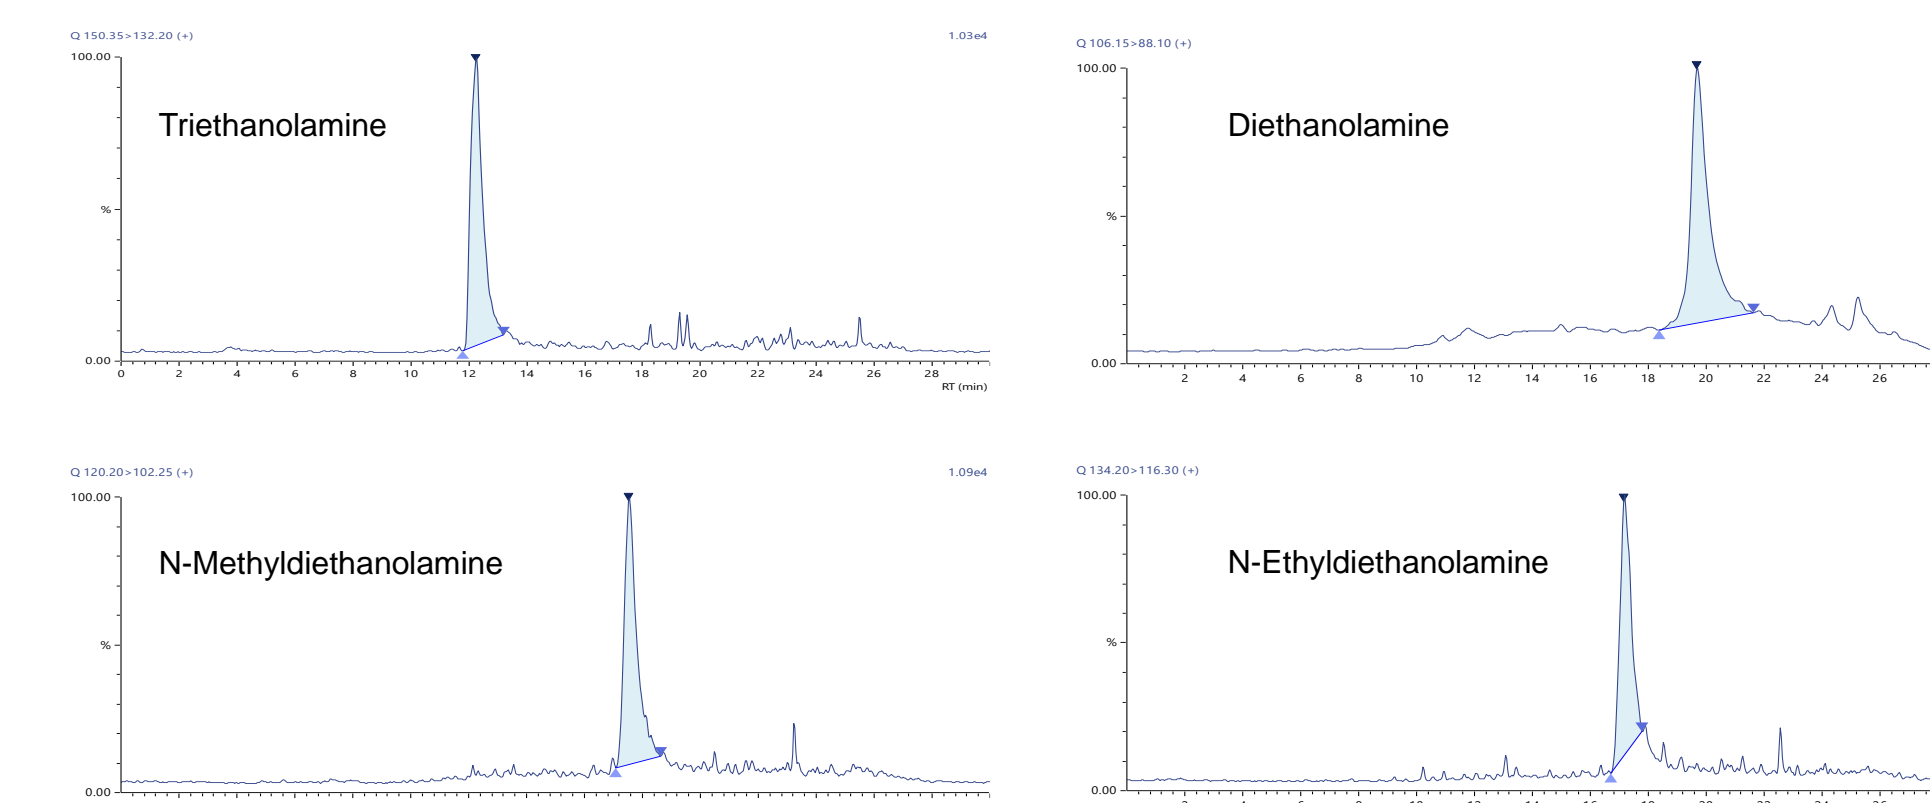 Q 150.35>132.20 (+) 1.03e4
100.00
Triethanolamine
%
0.00
0 2 4 6 8 10 12 14 16 18 20 22 24 26 28
RT (min)
Q 106.15>88.10 (+)
100.00
Diethanolamine
%
0.00
2 4 6 8 10 12 14 16 18 20 22 24 26
Q 120.20>102.25 (+) 1.09e4
100.00
N-Methyldiethanolamine
%
0.00
Q 134.20>116.30 (+)
100.00
N-Ethyldiethanolamine
%
0.00